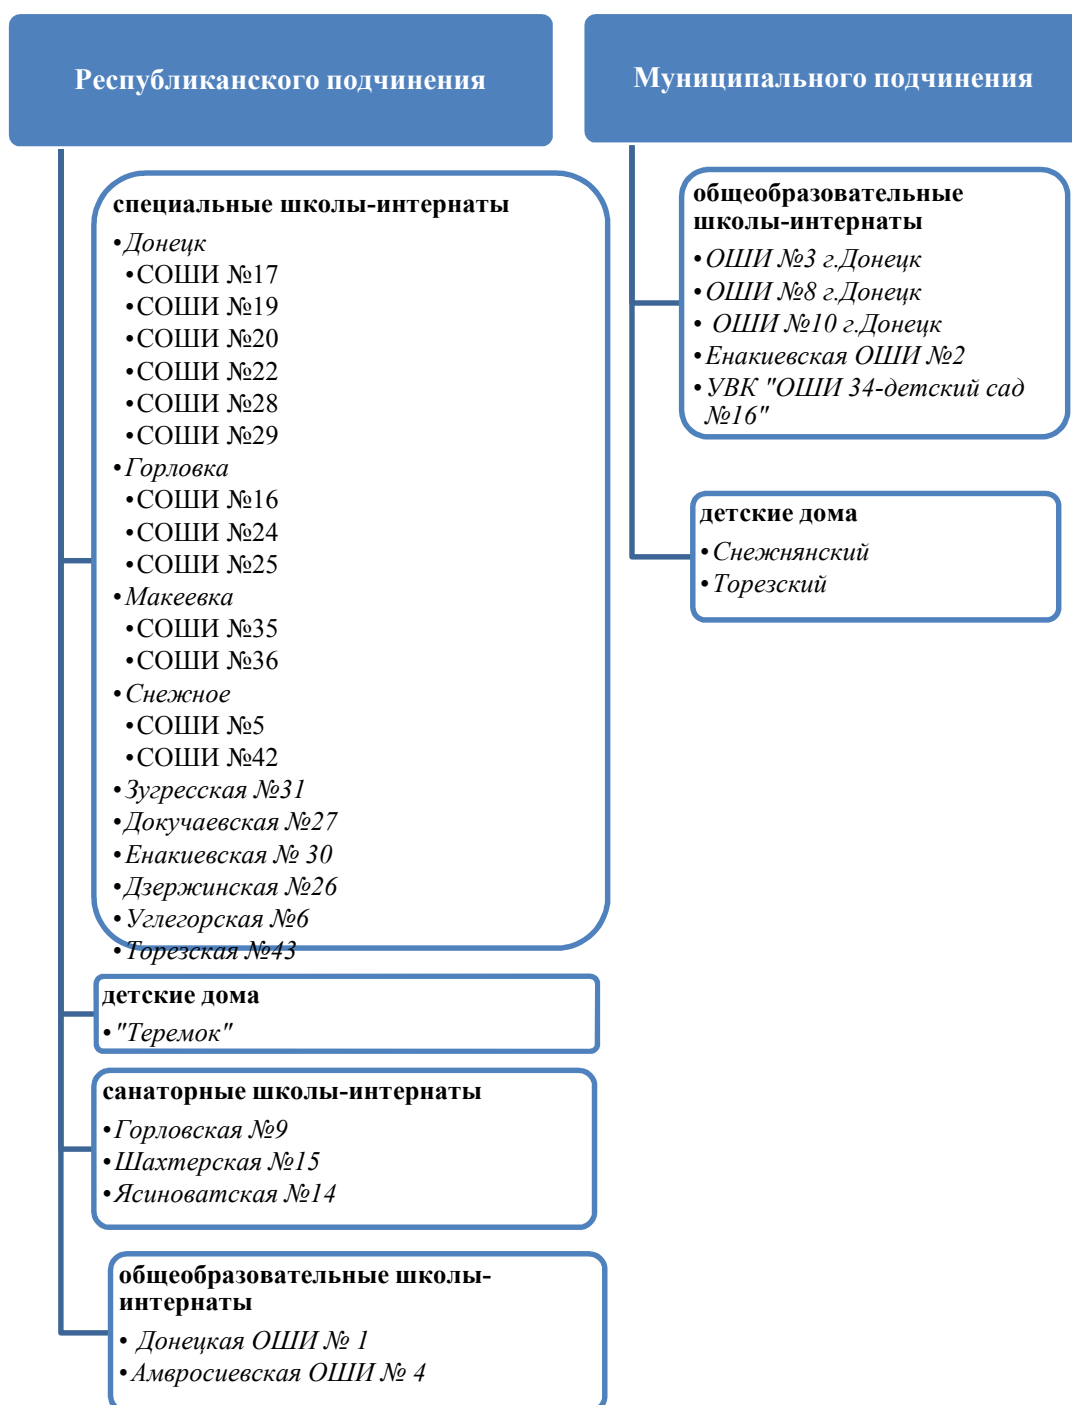 Республиканского подчинения
специальные школы-интернаты
•Донецк
•СОШИ №17
•СОШИ №19
•СОШИ №20
•СОШИ №22
•СОШИ №28
•СОШИ №29
•Горловка
•СОШИ №16
•СОШИ №24
•СОШИ №25
•Макеевка
•СОШИ №35
•СОШИ №36
•Снежное
•СОШИ №5
•СОШИ №42
•Зугресская №31
•Докучаевская №27
•Енакиевская № 30
•Дзержинская №26
•Углегорская №6
•Торезская №43
детские дома
•"Теремок"
санаторные школы-интернаты
•Горловская №9
•Шахтерская №15
•Ясиноватская №14
общеобразовательные школы-
интернаты
• Донецкая ОШИ № 1
•Амвросиевская ОШИ № 4
Муниципального подчинения
общеобразовательные
школы-интернаты
•ОШИ №3 г.Донецк
•ОШИ №8 г.Донецк
• ОШИ №10 г.Донецк
•Енакиевская ОШИ №2
•УВК "ОШИ 34-детский сад
№16"
детские дома
•Снежнянский
•Торезский